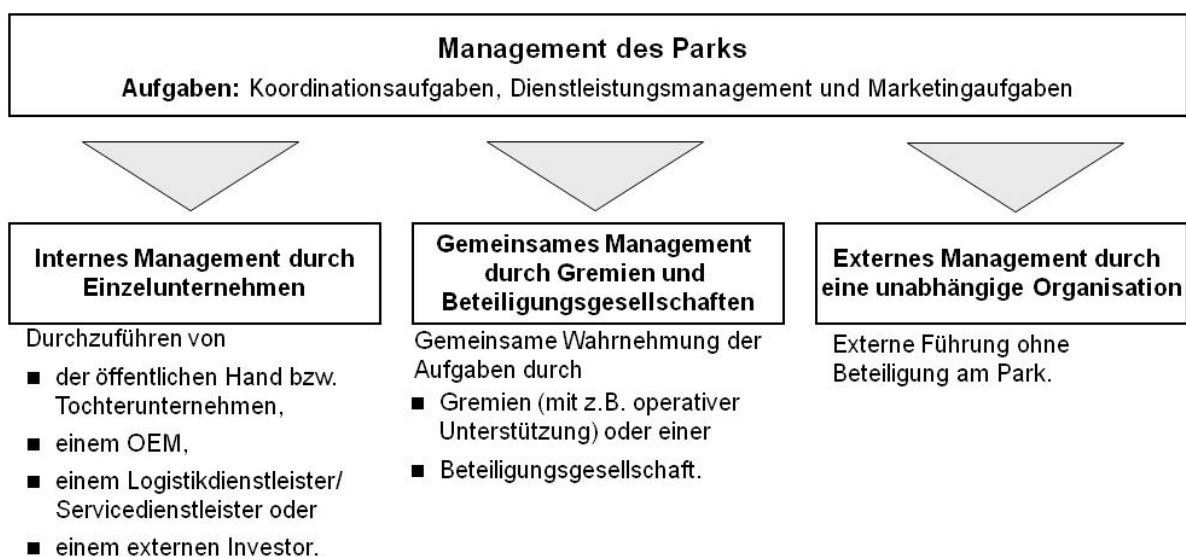 Management des Parks
Aufgaben: Koordinationsaufgaben, Dienstleistungsmanagement und Marketingaufgaben
Internes Management durch
Einzelunternehmen
Durchzuführen von
■ der öffentlichen Hand bzw.
Tochterunternehmen,
■ einem OEM,
■ einem Logistikdienstleister/
Servicedienstleister oder
■ einem externen Investor.
Gemeinsames Management
durch Gremien und
Beteiligungsgesellschaften
Gemeinsame Wahrnehmung der
Aufgaben durch
■ Gremien (mit z.B. operativer
Unterstützung) oder einer
■ Beteiligungsgesellschaft.
Externes Management durch
eine unabhängige Organisation
Externe Führung ohne
Beteiligung am Park.